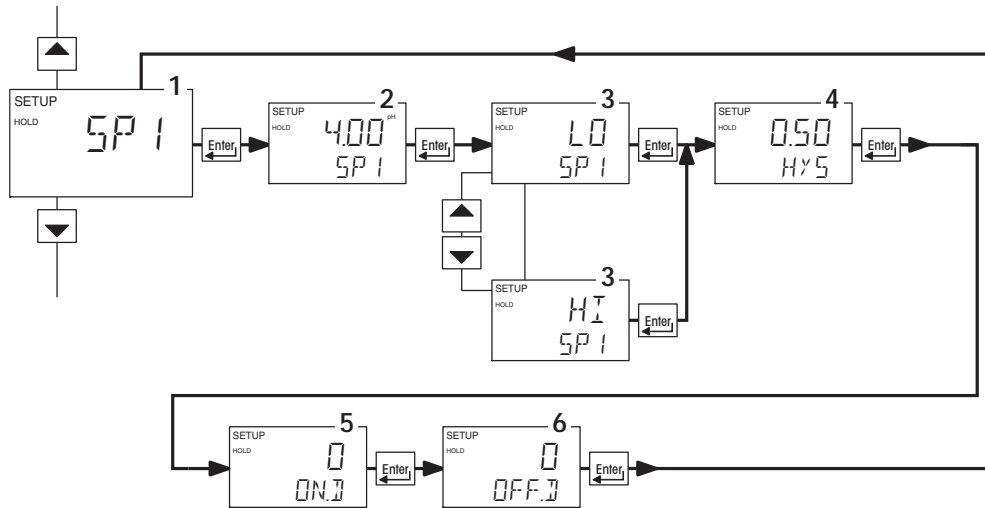 1
SETUP
HOLD
SP1
Enter
2
SETUP
HOLD
4.00 pH
SP1
Enter
3
SETUP
HOLD
LO
SP1
Enter
4
SETUP
HOLD
0.50
HYS
Enter
3
SETUP
HOLD
HI
SP1
Enter
5
SETUP
HOLD
0
ON.D
Enter
6
SETUP
HOLD
0
OFF.D
Enter